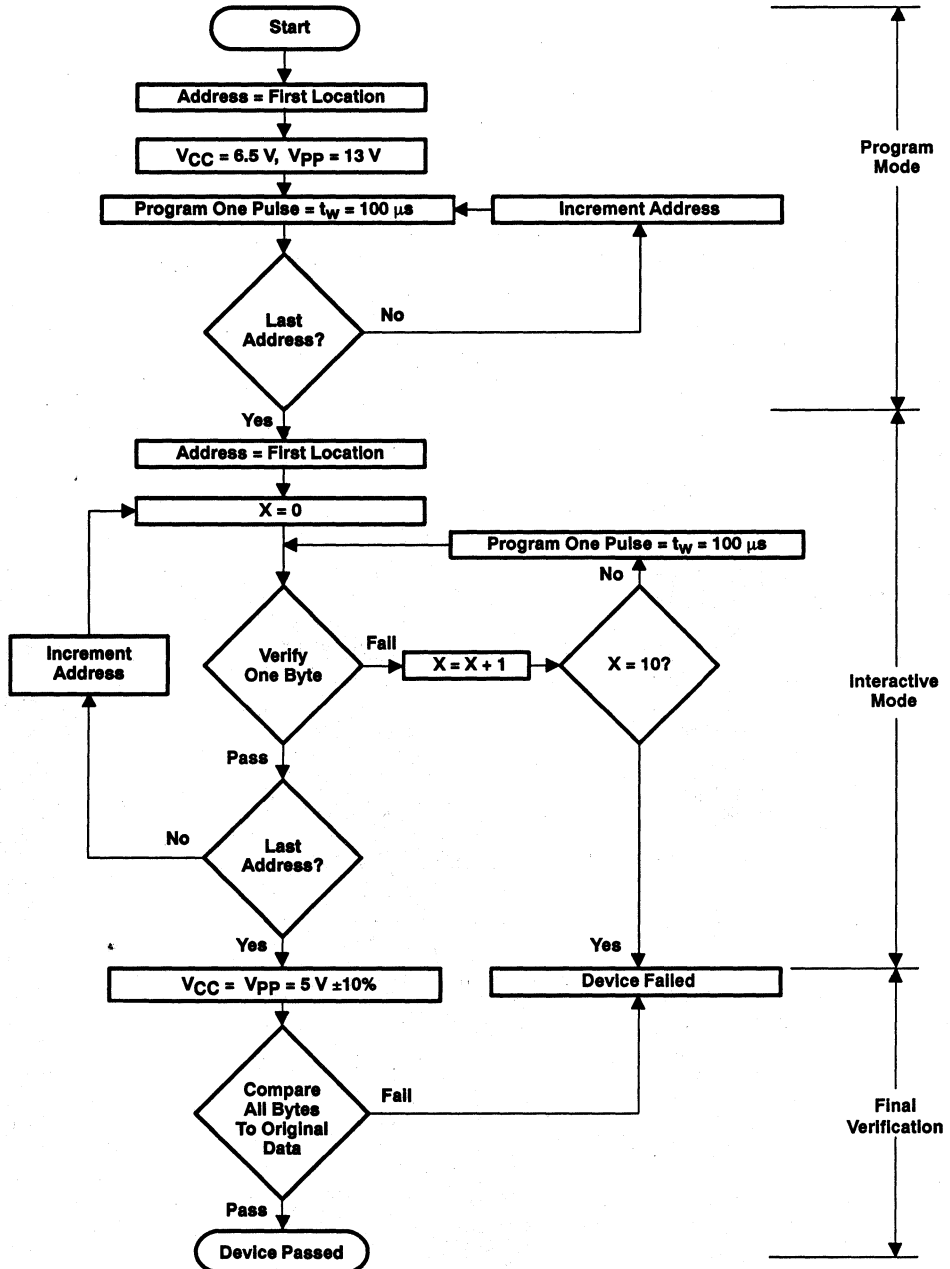 Start
Address = First Location
VCC = 6.5 V, VPP = 13 V
Program
Mode
Program One Pulse = tw = 100 μs
Increment Address
Last
Address?
No
Yes
Address = First Location
X = 0
Program One Pulse = tw = 100 μs
No
Increment
Address
Verify
One Byte
Fail
X = X + 1
X = 10?
Interactive
Mode
Pass
No
Last
Address?
Yes
Yes
VCC = VPP = 5 V ±10%
Device Failed
Compare
All Bytes
To Original
Data
Fail
Final
Verification
Pass
Device Passed